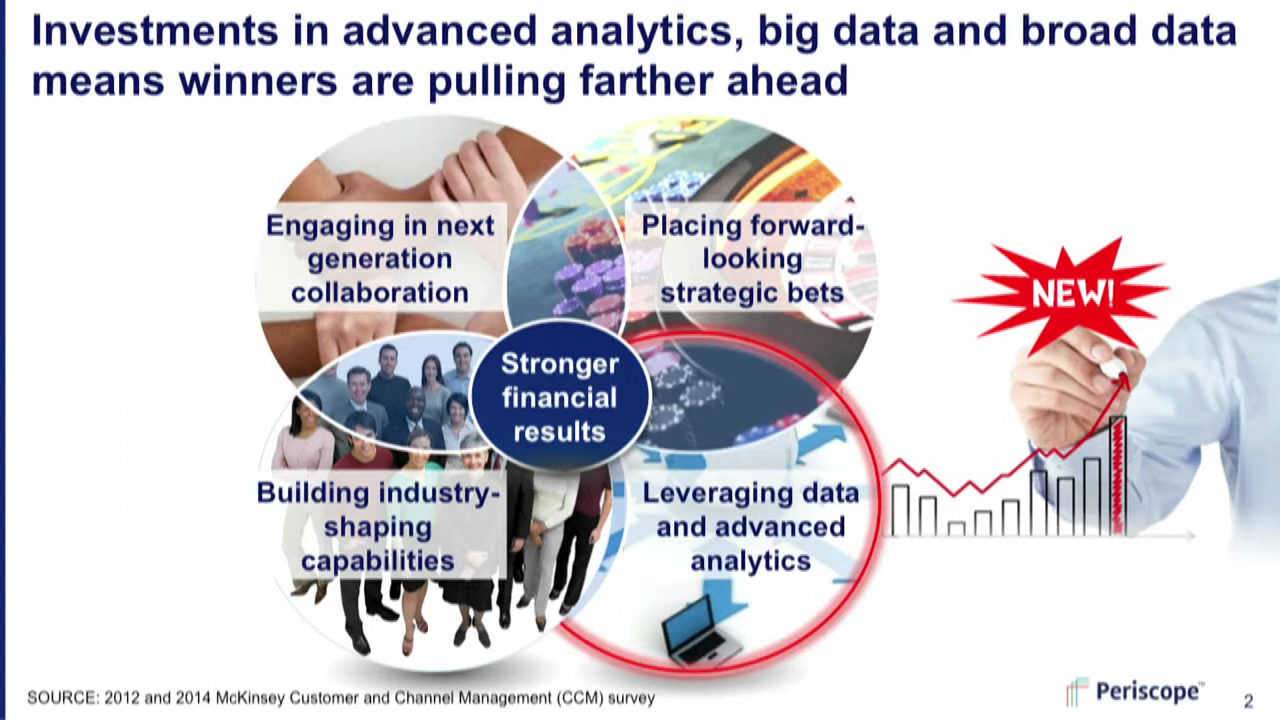 Investments in advanced analytics, big data and broad data
means winners are pulling farther ahead
Engaging in next
generation
collaboration
Placing forward-
looking
strategic bets
NEW!
Stronger
financial
results
Building industry-
shaping
capabilities
Leveraging data
and advanced
analytics
SOURCE: 2012 and 2014 McKinsey Customer and Channel Management (CCM) survey
Periscope™
2